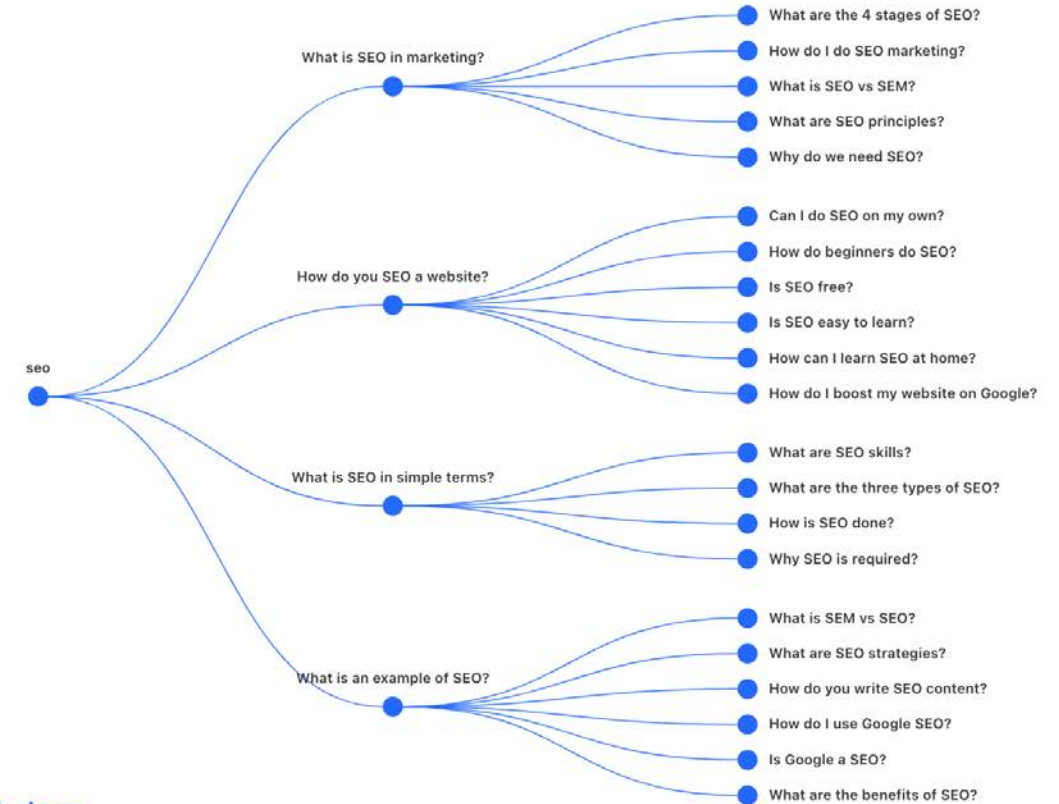 seo
What is SEO in marketing?
What are the 4 stages of SEO?
How do I do SEO marketing?
What is SEO vs SEM?
What are SEO principles?
Why do we need SEO?
How do you SEO a website?
Can I do SEO on my own?
How do beginners do SEO?
Is SEO free?
Is SEO easy to learn?
How can I learn SEO at home?
How do I boost my website on Google?
What is SEO in simple terms?
What are SEO skills?
What are the three types of SEO?
How is SEO done?
Why SEO is required?
What is an example of SEO?
What is SEM vs SEO?
What are SEO strategies?
How do you write SEO content?
How do I use Google SEO?
Is Google a SEO?
What are the benefits of SEO?